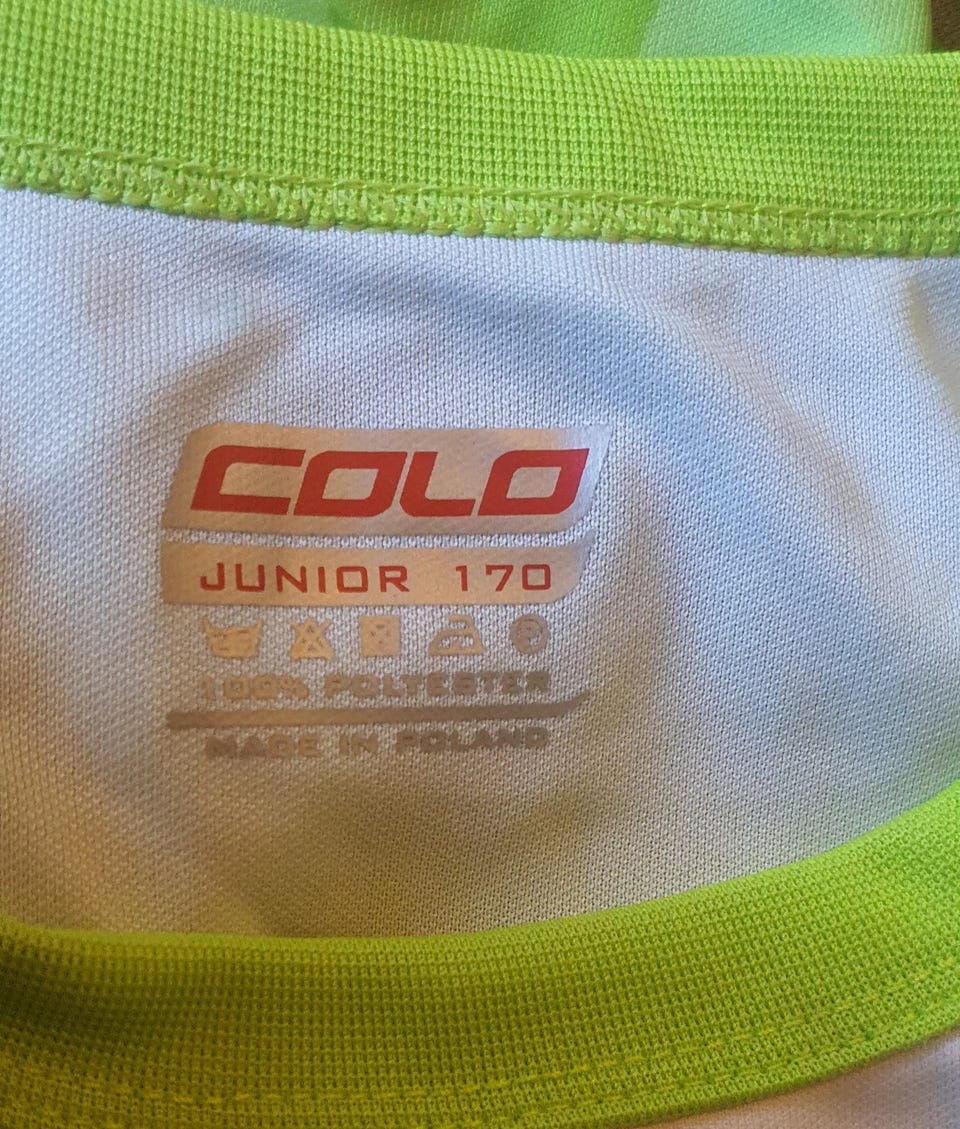 COLO
JUNIOR 170
100% POLYESTER
MADE IN POLAND